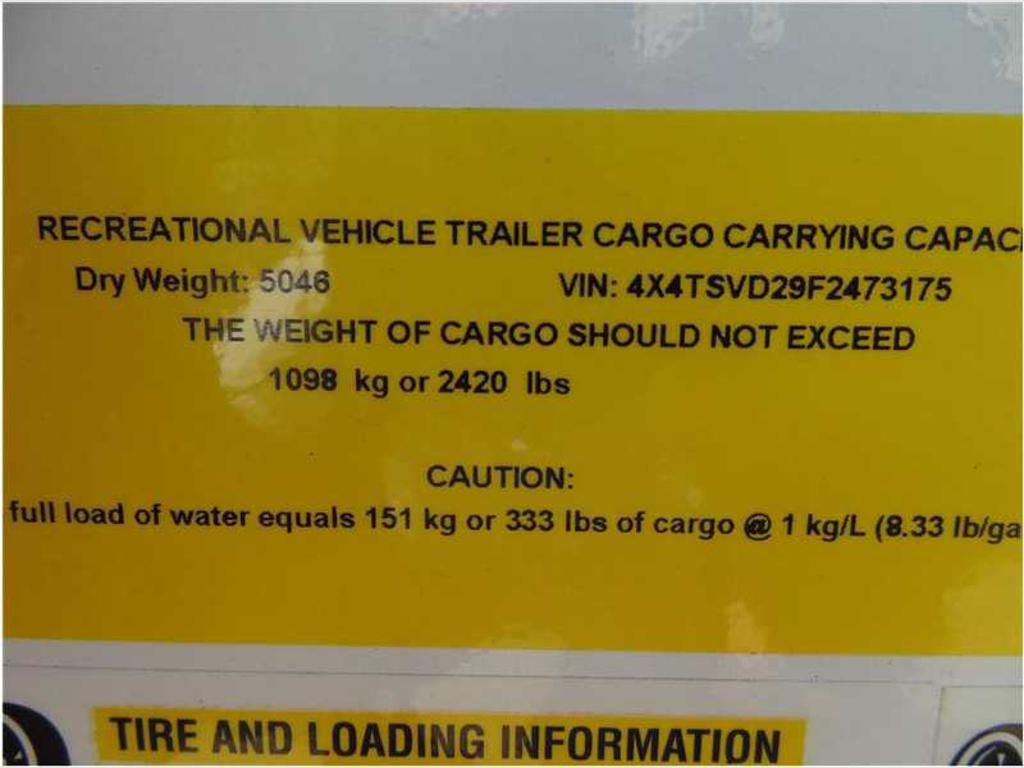 RECREATIONAL VEHICLE TRAILER CARGO CARRYING CAPAC
Dry Weight: 5046 VIN: 4X4TSVD29F2473175
THE WEIGHT OF CARGO SHOULD NOT EXCEED
1098 kg or 2420 lbs
CAUTION:
full load of water equals 151 kg or 333 lbs of cargo @ 1 kg/L (8.33 lb/ga
TIRE AND LOADING INFORMATION